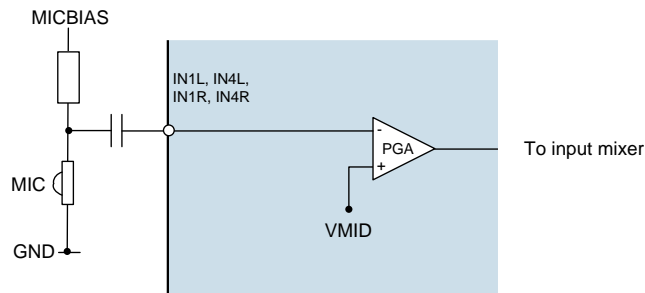 MICBIAS
IN1L, IN4L,
IN1R, IN4R
-
PGA
+
To input mixer
MIC
VMID
GND